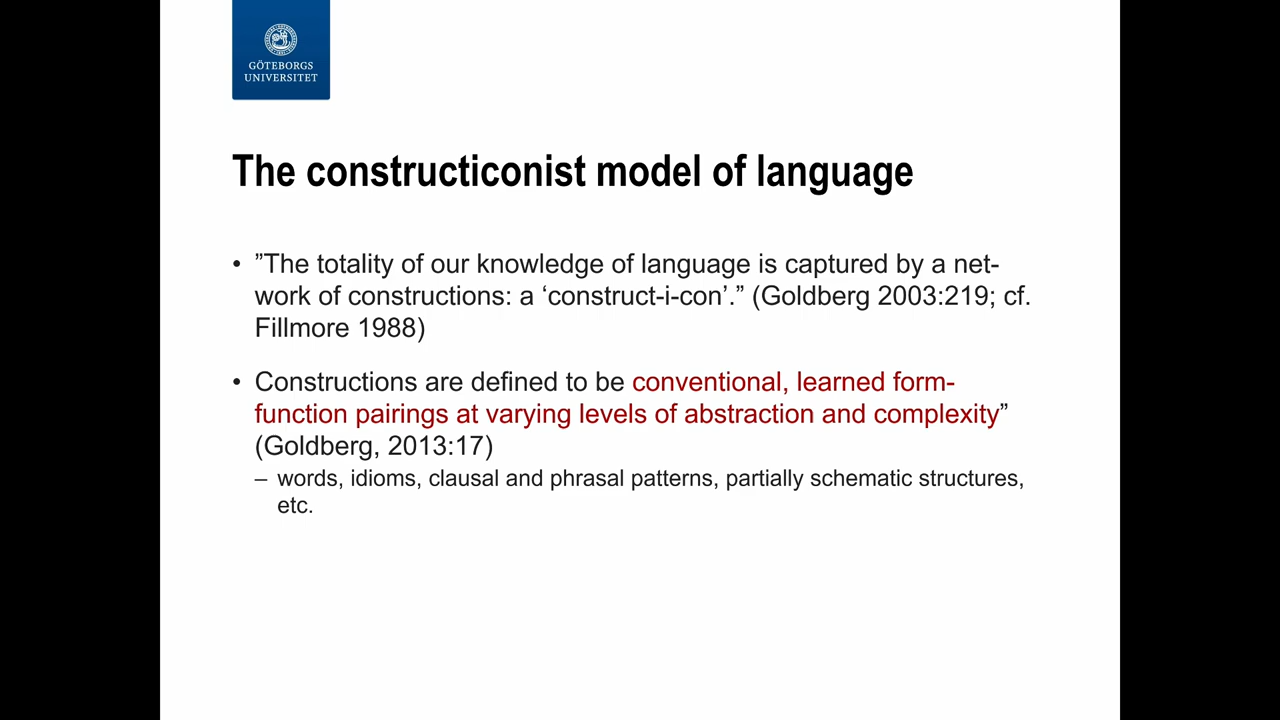 GÖTEBORGS
UNIVERSITET
The constructiconist model of language
• ”The totality of our knowledge of language is captured by a net-
work of constructions: a ‘construct-i-con’.” (Goldberg 2003:219; cf.
Fillmore 1988)
• Constructions are defined to be conventional, learned form-
function pairings at varying levels of abstraction and complexity”
(Goldberg, 2013:17)
– words, idioms, clausal and phrasal patterns, partially schematic structures,
etc.